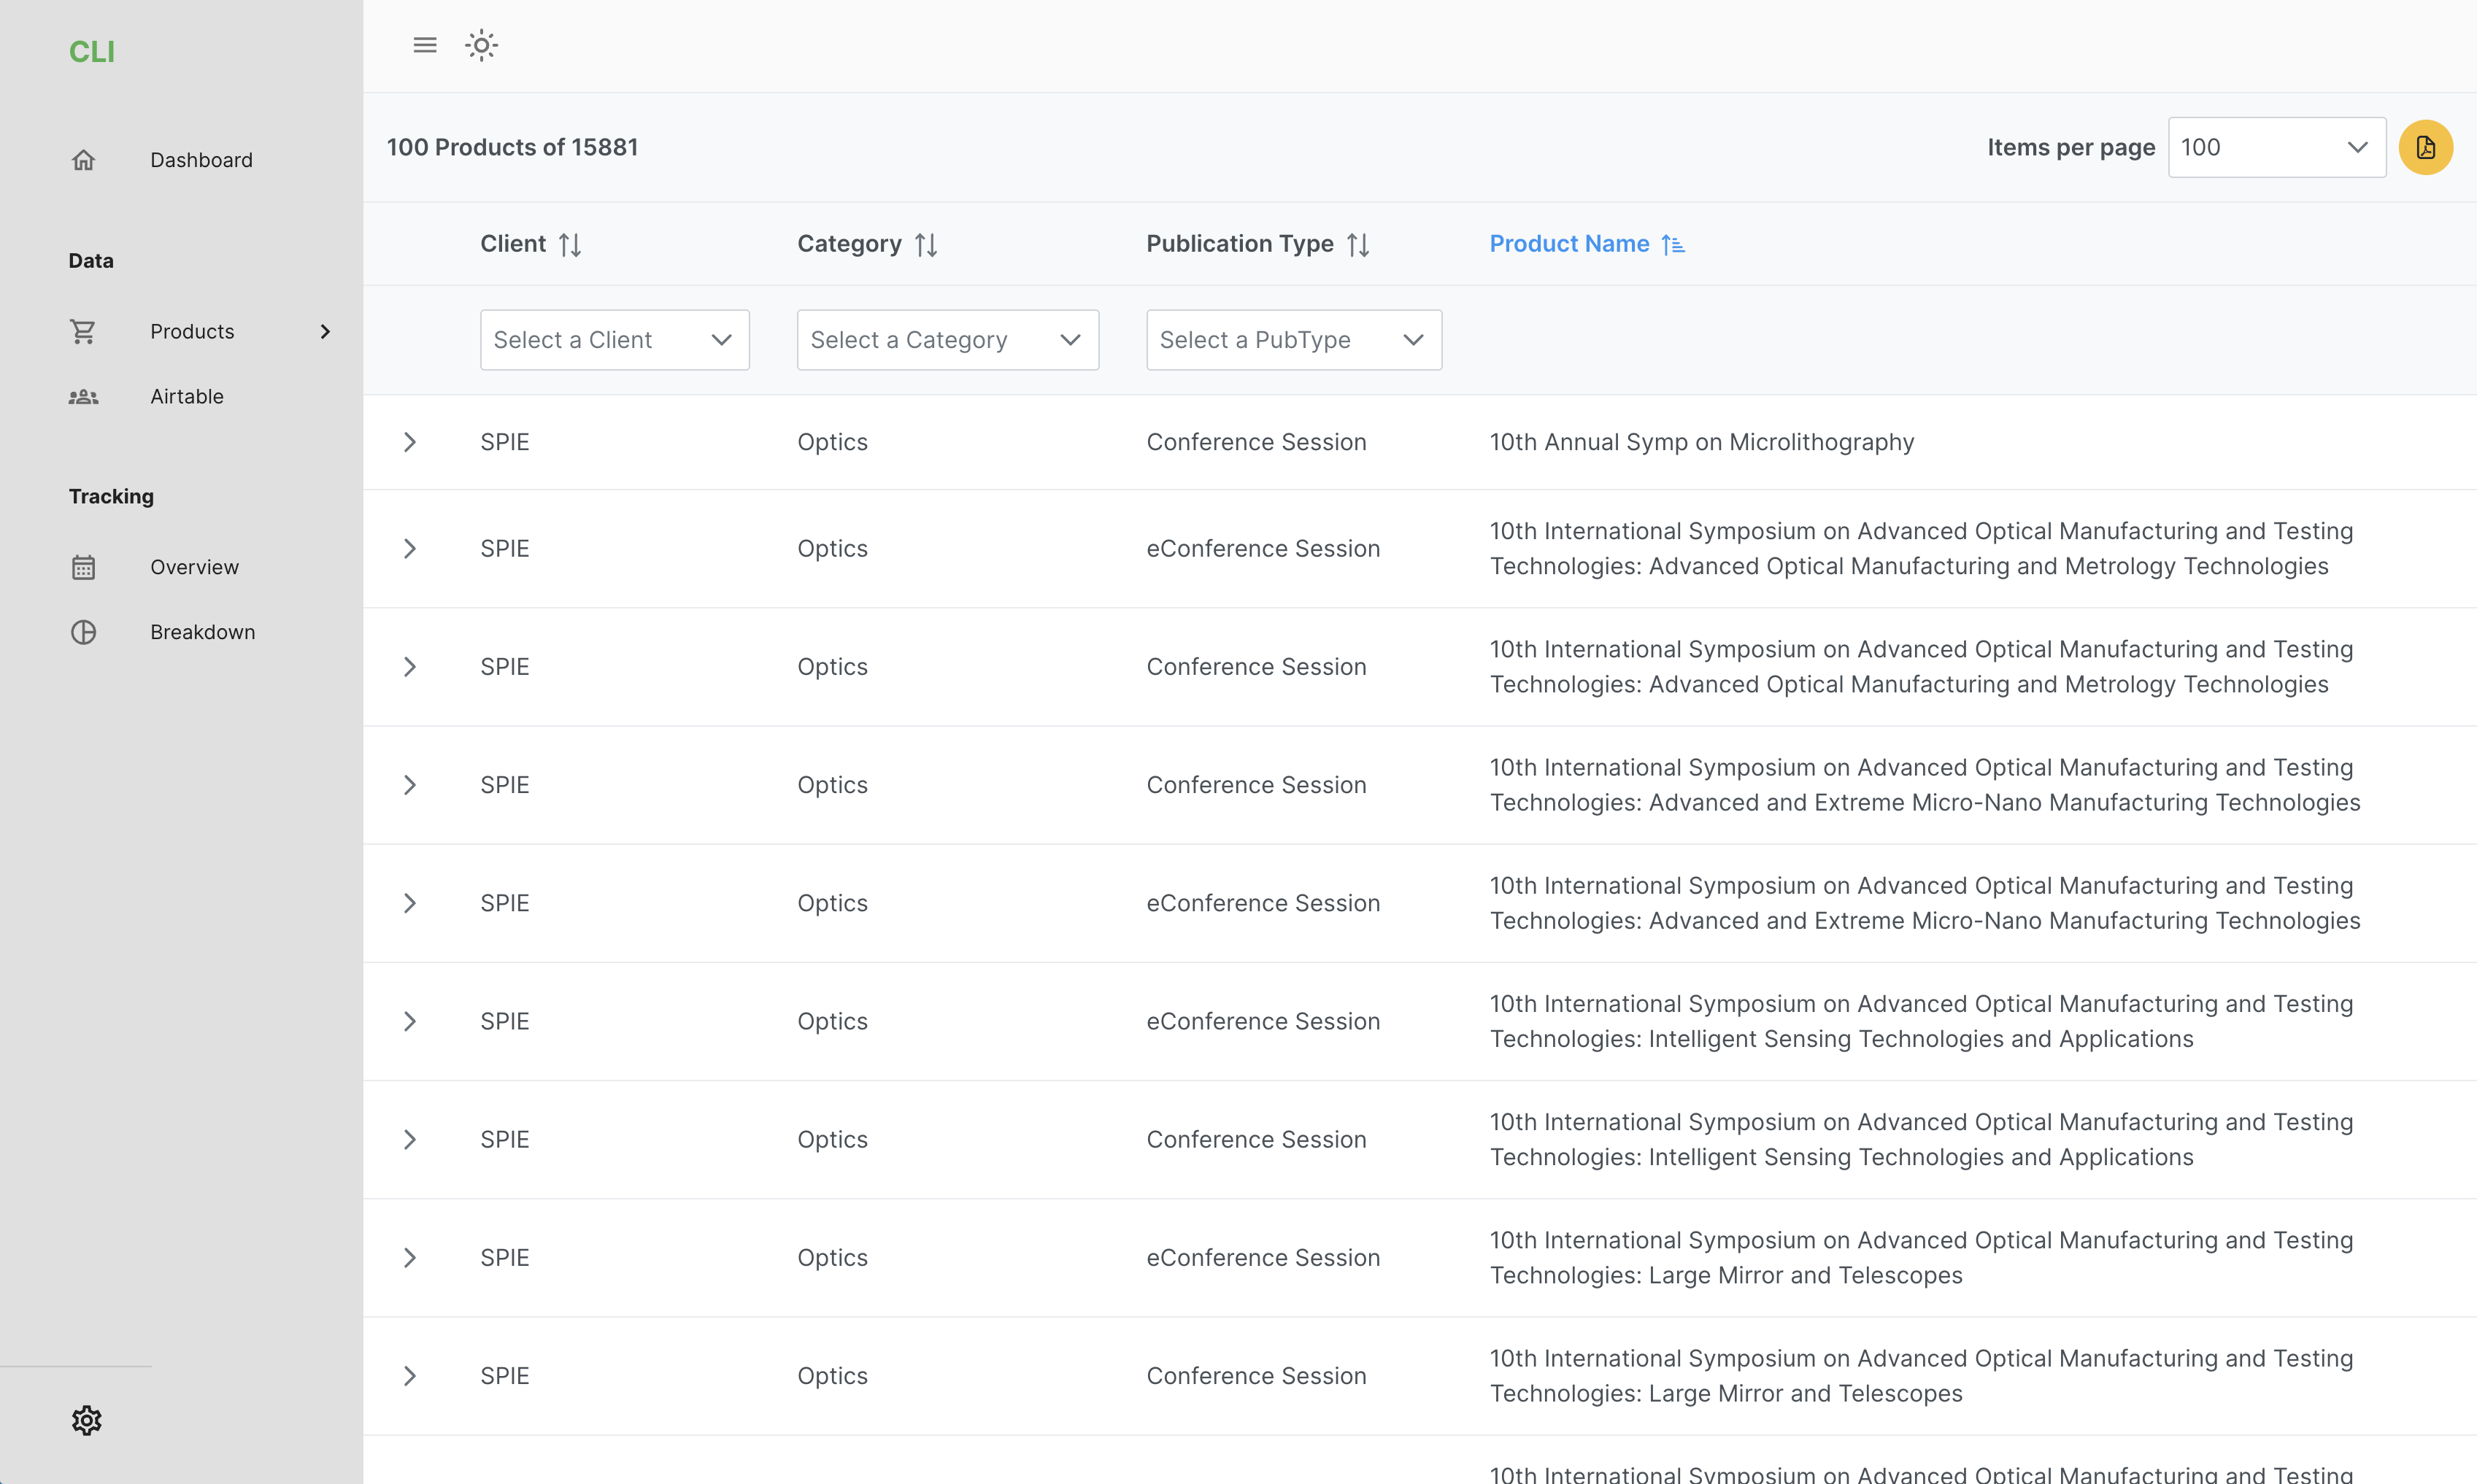 CLI
Dashboard
Data
Products
Airtable
Tracking
Overview
Breakdown
100 Products of 15881
Items per page 100
Client Category Publication Type Product Name
Select a Client Select a Category Select a PubType
SPIE Optics Conference Session 10th Annual Symp on Microlithography
SPIE Optics eConference Session 10th International Symposium on Advanced Optical Manufacturing and Testing
Technologies: Advanced Optical Manufacturing and Metrology Technologies
SPIE Optics Conference Session 10th International Symposium on Advanced Optical Manufacturing and Testing
Technologies: Advanced Optical Manufacturing and Metrology Technologies
SPIE Optics Conference Session 10th International Symposium on Advanced Optical Manufacturing and Testing
Technologies: Advanced and Extreme Micro-Nano Manufacturing Technologies
SPIE Optics eConference Session 10th International Symposium on Advanced Optical Manufacturing and Testing
Technologies: Advanced and Extreme Micro-Nano Manufacturing Technologies
SPIE Optics eConference Session 10th International Symposium on Advanced Optical Manufacturing and Testing
Technologies: Intelligent Sensing Technologies and Applications
SPIE Optics Conference Session 10th International Symposium on Advanced Optical Manufacturing and Testing
Technologies: Intelligent Sensing Technologies and Applications
SPIE Optics eConference Session 10th International Symposium on Advanced Optical Manufacturing and Testing
Technologies: Large Mirror and Telescopes
SPIE Optics Conference Session 10th International Symposium on Advanced Optical Manufacturing and Testing
Technologies: Large Mirror and Telescopes
10th International Symposium on Advanced Optical Manufacturing and Testing